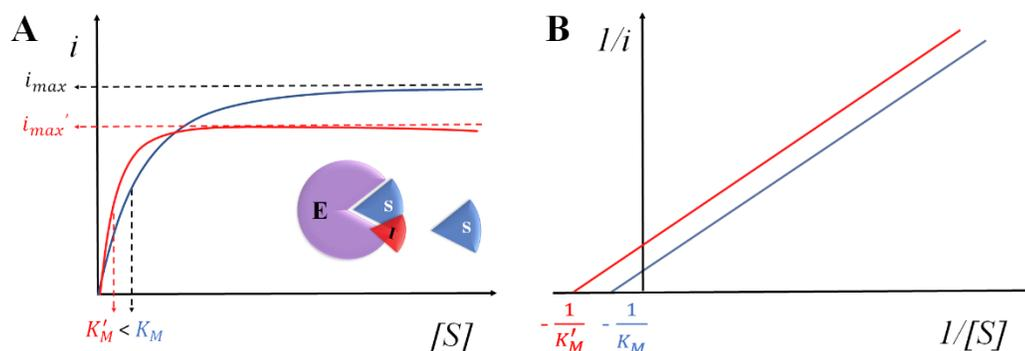 A
i
i_max
i_max'
E
S
I
S
K'_M < K_M
[S]
B
1/i
- 1/K'_M
- 1/K_M
1/[S]